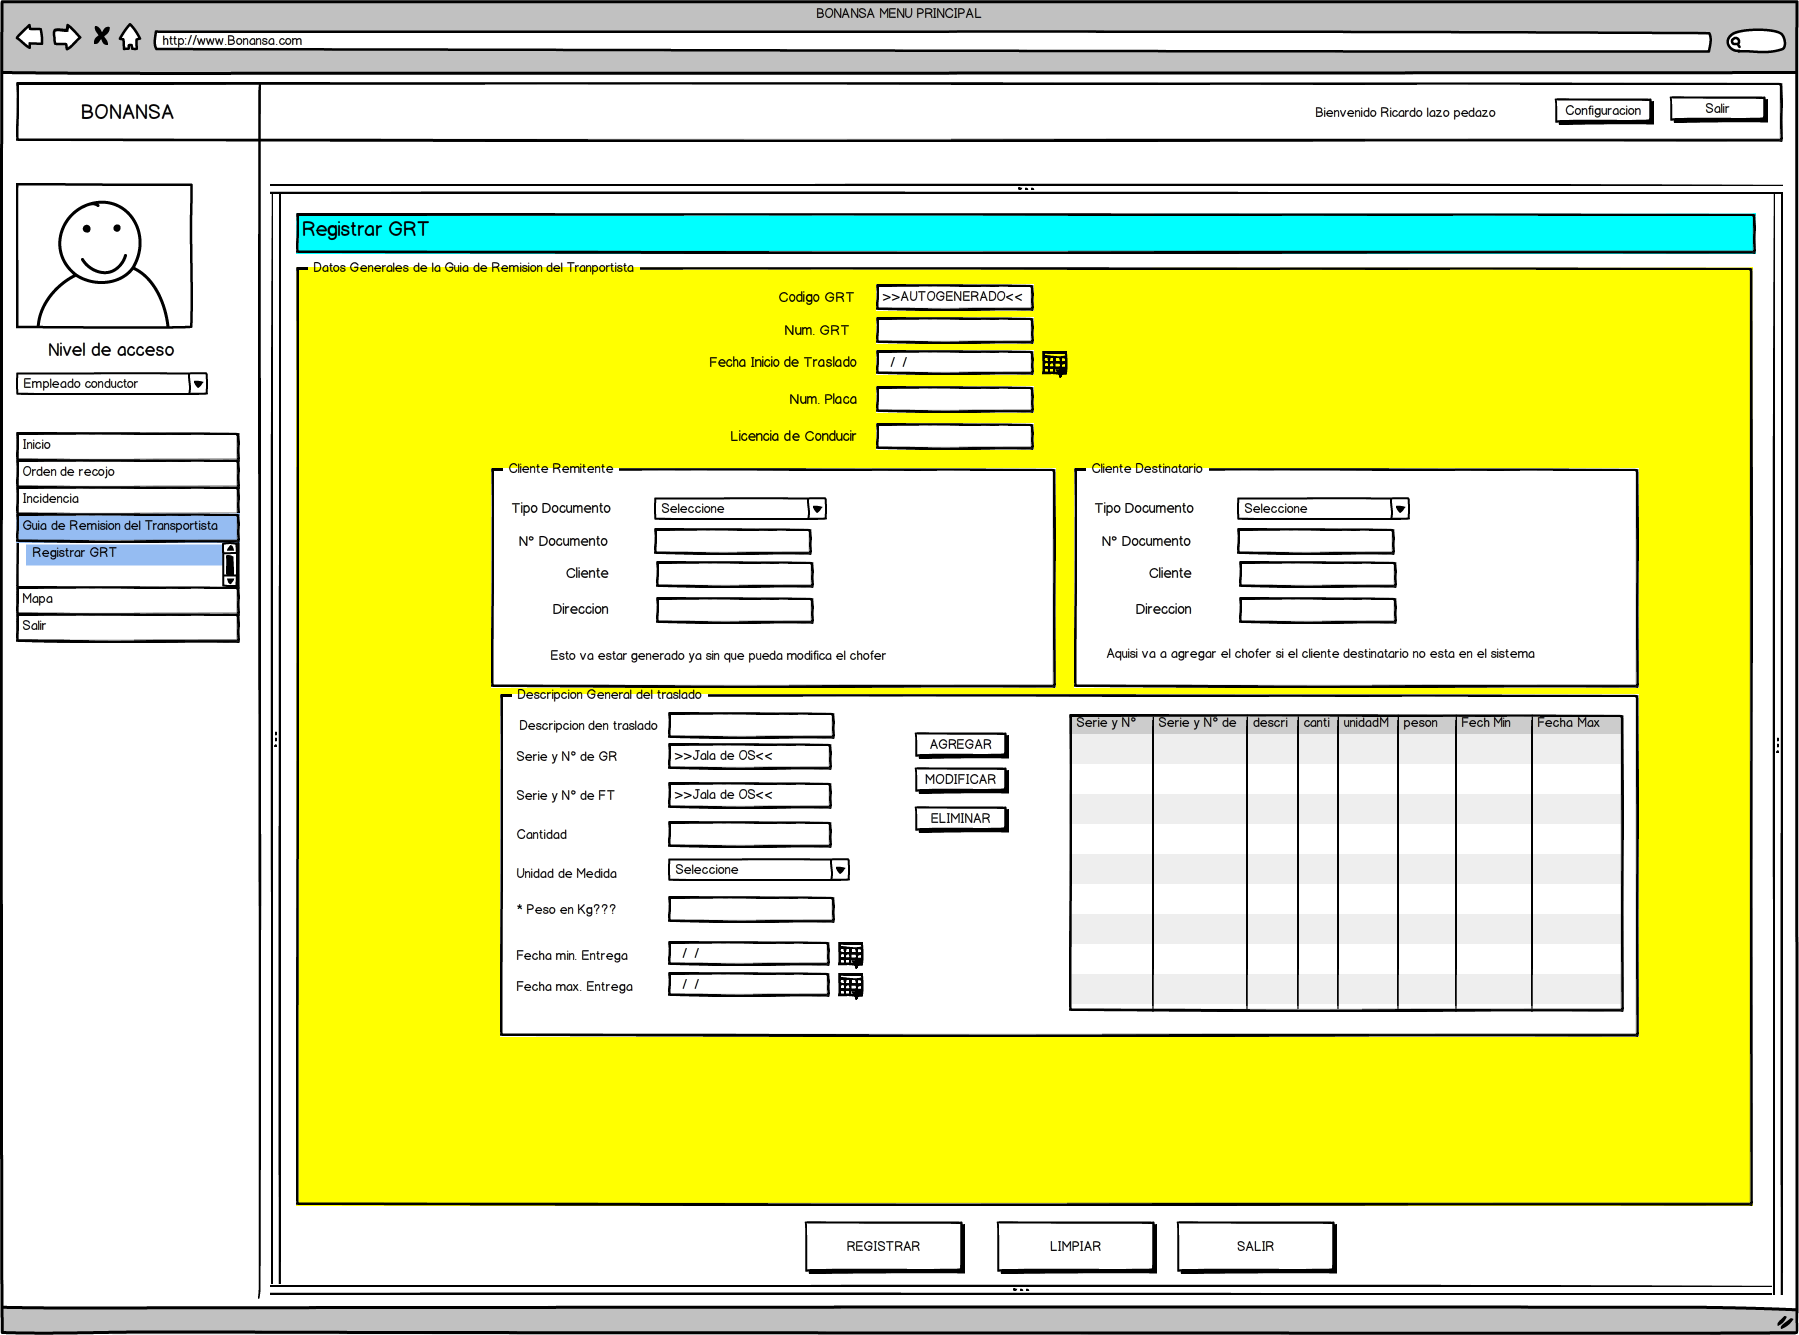 BONANSA MENU PRINCIPAL
http://www.Bonansa.com
BONANSA
Bienvenido Ricardo lazo pedazo
Configuracion
Salir
Nivel de acceso
Empleado conductor
Inicio
Orden de recojo
Incidencia
Guia de Remision del Transportista
Registrar GRT
Mapa
Salir
Registrar GRT
Datos Generales de la Guia de Remision del Tranportista
Codigo GRT >>AUTOGENERADO<<
Num. GRT
Fecha Inicio de Traslado / /
Num. Placa
Licencia de Conducir
Cliente Remitente
Tipo Documento Seleccione
Nº Documento
Cliente
Direccion
Esto va estar generado ya sin que pueda modifica el chofer
Cliente Destinatario
Tipo Documento Seleccione
Nº Documento
Cliente
Direccion
Aquisi va a agregar el chofer si el cliente destinatario no esta en el sistema
Descripcion General del traslado
Descripcion den traslado
Serie y Nº de GR >>Jala de OS<<
Serie y Nº de FT >>Jala de OS<<
Cantidad
Unidad de Medida Seleccione
* Peso en Kg???
Fecha min. Entrega / /
Fecha max. Entrega / /
AGREGAR
MODIFICAR
ELIMINAR
Serie y Nº Serie y Nº de descri canti unidadM peson Fech Min Fecha Max
REGISTRAR LIMPIAR SALIR